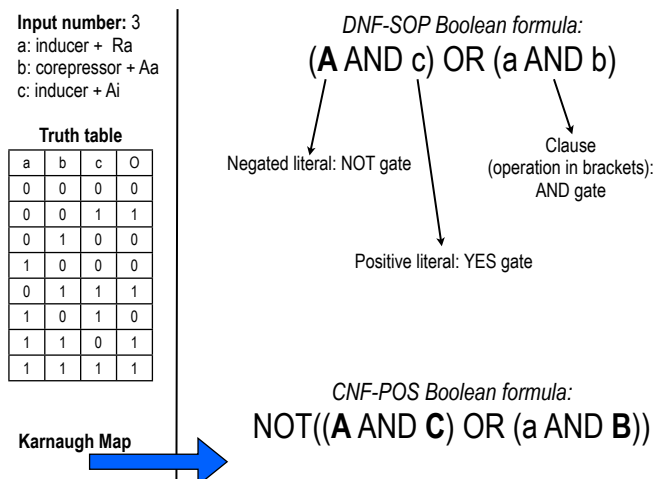 Input number: 3
a: inducer + Ra
b: corepressor + Aa
c: inducer + Ai
Truth table
a b c O
0 0 0 0
0 0 1 1
0 1 0 0
1 0 0 0
0 1 1 1
1 0 1 0
1 1 0 1
1 1 1 1
Karnaugh Map
DNF-SOP Boolean formula:
(A AND c) OR (a AND b)
Negated literal: NOT gate
Clause
(operation in brackets):
AND gate
Positive literal: YES gate
CNF-POS Boolean formula:
NOT((A AND C) OR (a AND B))